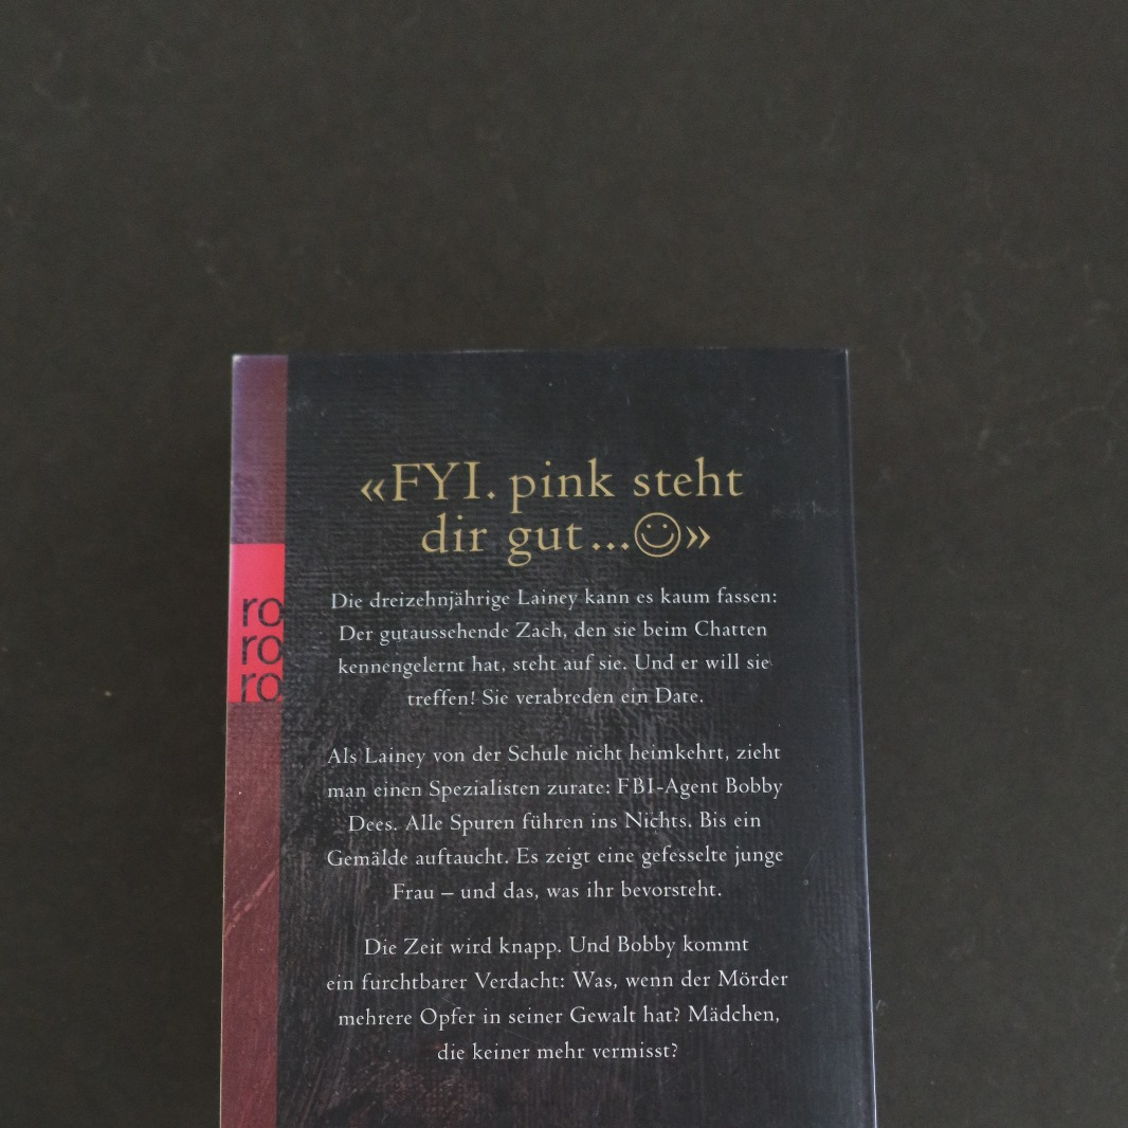 «FYI. pink steht
dir gut ...☺»
Die dreizehnjährige Lainey kann es kaum fassen:
Der gutaussehende Zach, den sie beim Chatten
kennengelernt hat, steht auf sie. Und er will sie
treffen! Sie verabreden ein Date.
Als Lainey von der Schule nicht heimkehrt, zieht
man einen Spezialisten zurate: FBI-Agent Bobby
Dees. Alle Spuren führen ins Nichts. Bis ein
Gemälde auftaucht. Es zeigt eine gefesselte junge
Frau – und das, was ihr bevorsteht.
Die Zeit wird knapp. Und Bobby kommt
ein furchtbarer Verdacht: Was, wenn der Mörder
mehrere Opfer in seiner Gewalt hat? Mädchen,
die keiner mehr vermisst?
ro
ro
ro